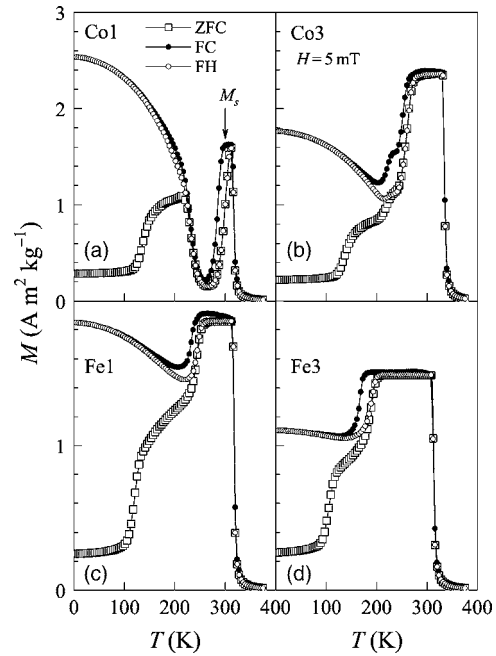 Co1
ZFC
FC
FH
M_s
Co3
H = 5 mT
3
2
1
0
(a)
(b)
M (A m² kg⁻¹)
Fe1
Fe3
1
0
(c)
(d)
0 100 200 300 400
100 200 300 400
T (K)
T (K)